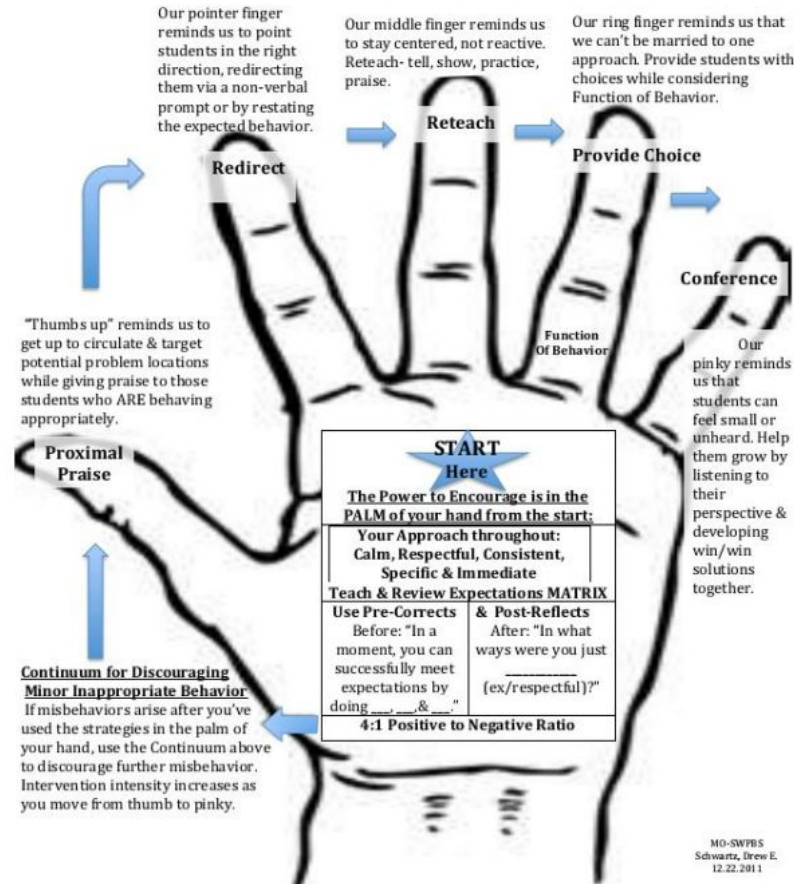 Our pointer finger
reminds us to point
students in the right
direction, redirecting
them via a non-verbal
prompt or by restating
the expected behavior.
Our middle finger reminds us
to stay centered, not reactive.
Reteach- tell, show, practice,
praise.
Our ring finger reminds us that
we can't be married to one
approach. Provide students with
choices while considering
Function of Behavior.
Redirect
Reteach
Provide Choice
Conference
"Thumbs up" reminds us to
get up to circulate & target
potential problem locations
while giving praise to those
students who ARE behaving
appropriately.
Function
Of Behavior
Our
pinky reminds
us that
students can
feel small or
unheard. Help
them grow by
listening to
their
perspective &
developing
win/win
solutions
together.
Proximal
Praise
START
Here
The Power to Encourage is in the
PALM of your hand from the start:
Your Approach throughout:
Calm, Respectful, Consistent,
Specific & Immediate
Teach & Review Expectations MATRIX
Use Pre-Corrects
Before: "In a
moment, you can
successfully meet
expectations by
doing ___, ___,& ___."
& Post-Reflects
After: "In what
ways were you just
____________
(ex/respectful)?"
4:1 Positive to Negative Ratio
Continuum for Discouraging
Minor Inappropriate Behavior
If misbehaviors arise after you've
used the strategies in the palm of
your hand, use the Continuum above
to discourage further misbehavior.
Intervention intensity increases as
you move from thumb to pinky.
MO-SWPBS
Schwartz, Drew E.
12.22.2011